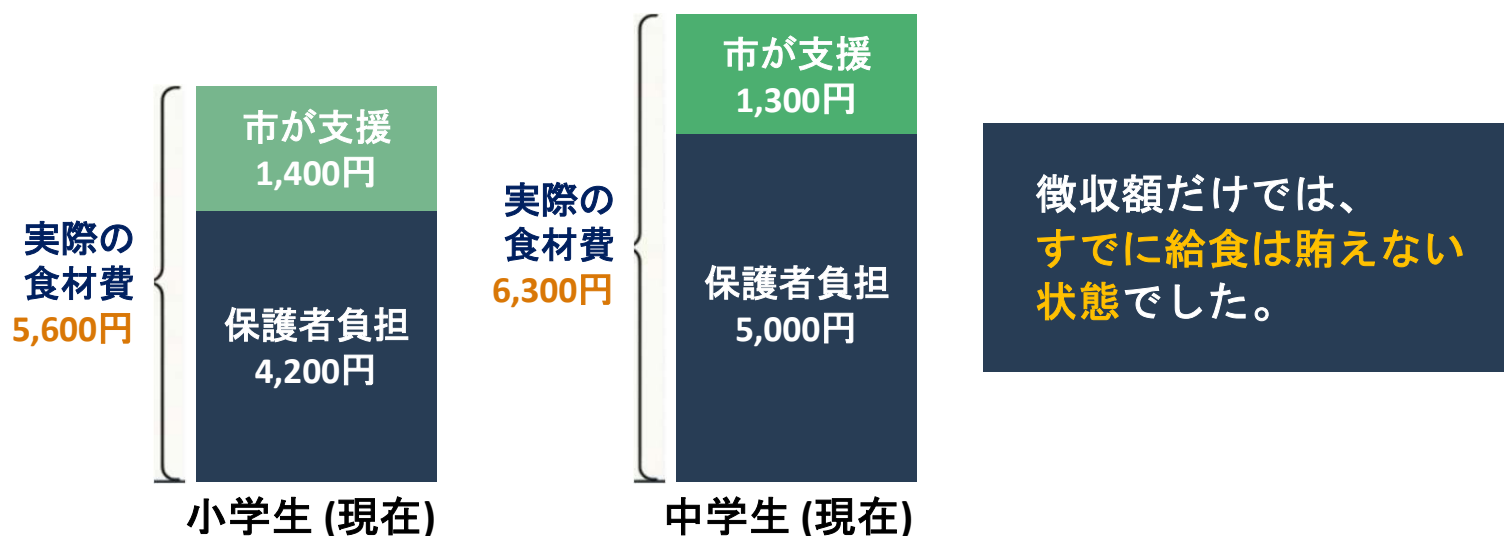 実際の
食材費
5,600円
市が支援
1,400円
保護者負担
4,200円
小学生 (現在)
実際の
食材費
6,300円
市が支援
1,300円
保護者負担
5,000円
中学生 (現在)
徴収額だけでは、
すでに給食は賄えない
状態でした。